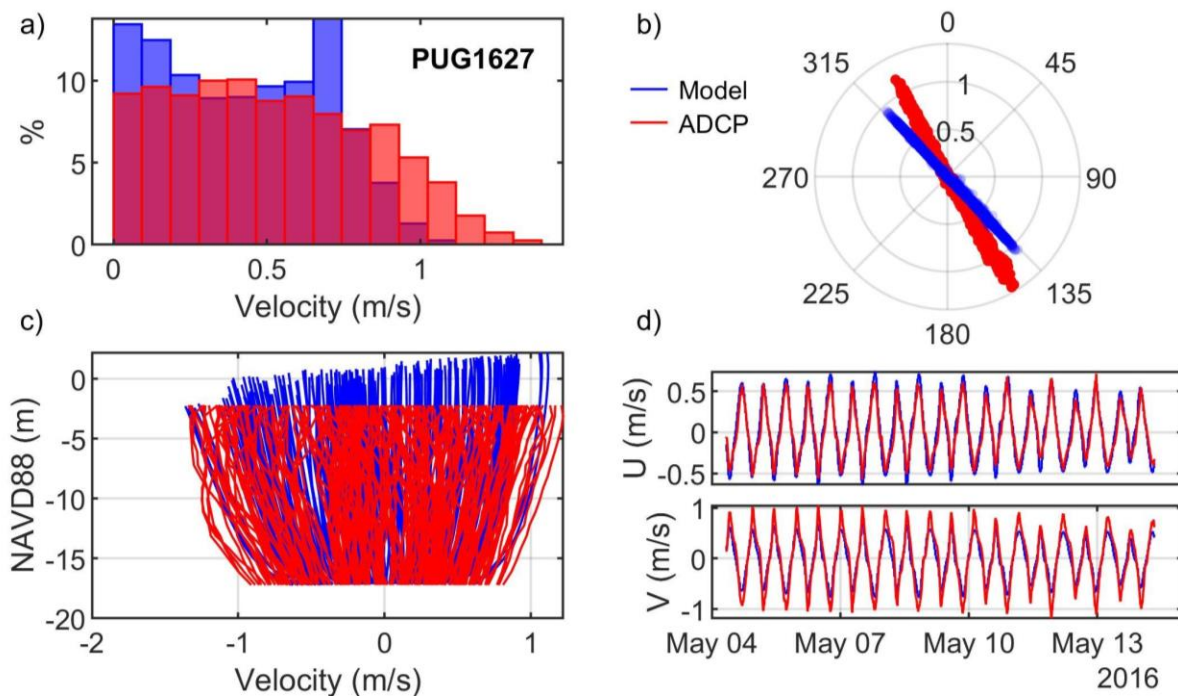 a)
PUG1627
10
5
0
%
0
0.5
1
Velocity (m/s)
b)
0
45
90
135
180
225
270
315
1
0.5
Model
ADCP
c)
0
-5
-10
-15
-20
NAVD88 (m)
-2
-1
0
1
Velocity (m/s)
d)
0.5
0
-0.5
U (m/s)
1
0
-1
V (m/s)
May 04
May 07
May 10
May 13
2016